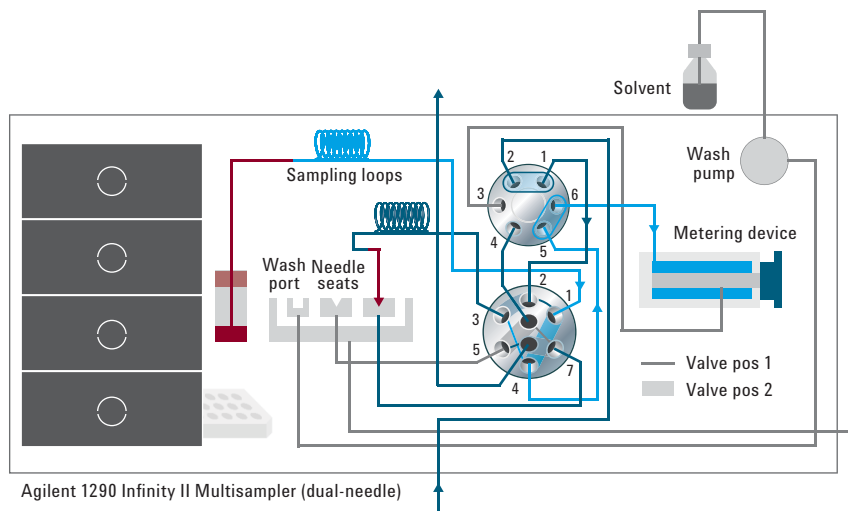 Solvent
Wash
pump
Sampling loops
2
1
3
6
4
5
Metering device
Wash
port
Needle
seats
2
1
3
5
4
7
Valve pos 1
Valve pos 2
Agilent 1290 Infinity II Multisampler (dual-needle)